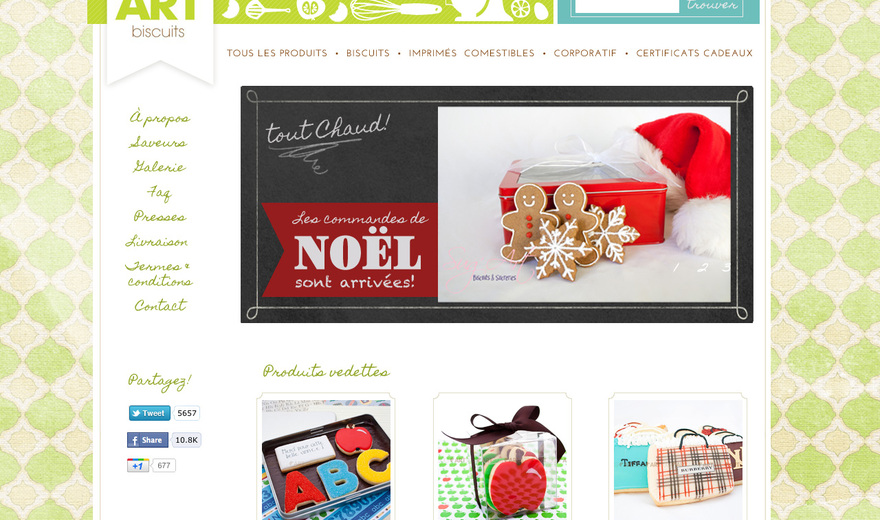 ART
biscuits
trouver
TOUS LES PRODUITS • BISCUITS • IMPRIMÉS COMESTIBLES • CORPORATIF • CERTIFICATS CADEAUX
À propos
Saveurs
Galerie
Faq
Presses
Livraison
Termes &
conditions
Contact
tout Chaud!
Les commandes de
NOËL
sont arrivées!
Biscuits & Sucreries
1 2 3
Partagez!
Tweet 5657
Share 10.8K
+1 677
Produits vedettes
ABC
TIFFANY
BURBERRY